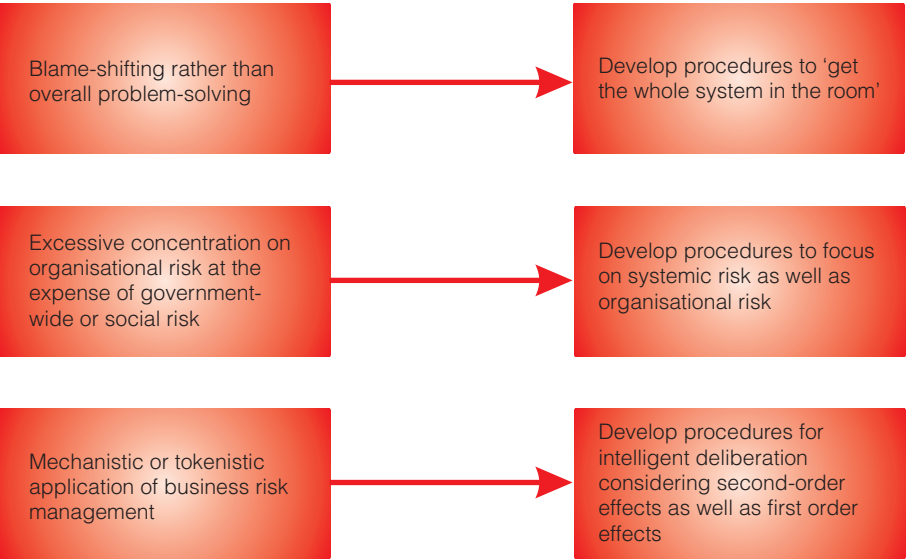 Blame-shifting rather than
overall problem-solving
Develop procedures to ‘get
the whole system in the room’
Excessive concentration on
organisational risk at the
expense of government-
wide or social risk
Develop procedures to focus
on systemic risk as well as
organisational risk
Mechanistic or tokenistic
application of business risk
management
Develop procedures for
intelligent deliberation
considering second-order
effects as well as first order
effects